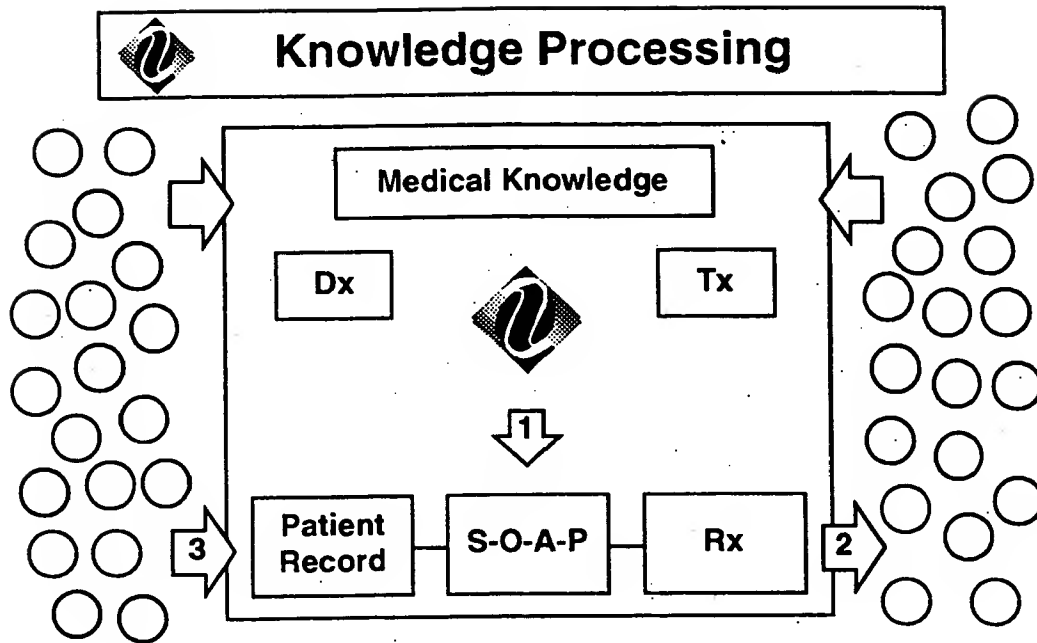 Knowledge Processing
Medical Knowledge
Dx
Tx
1
3
Patient
Record
S-O-A-P
Rx
2